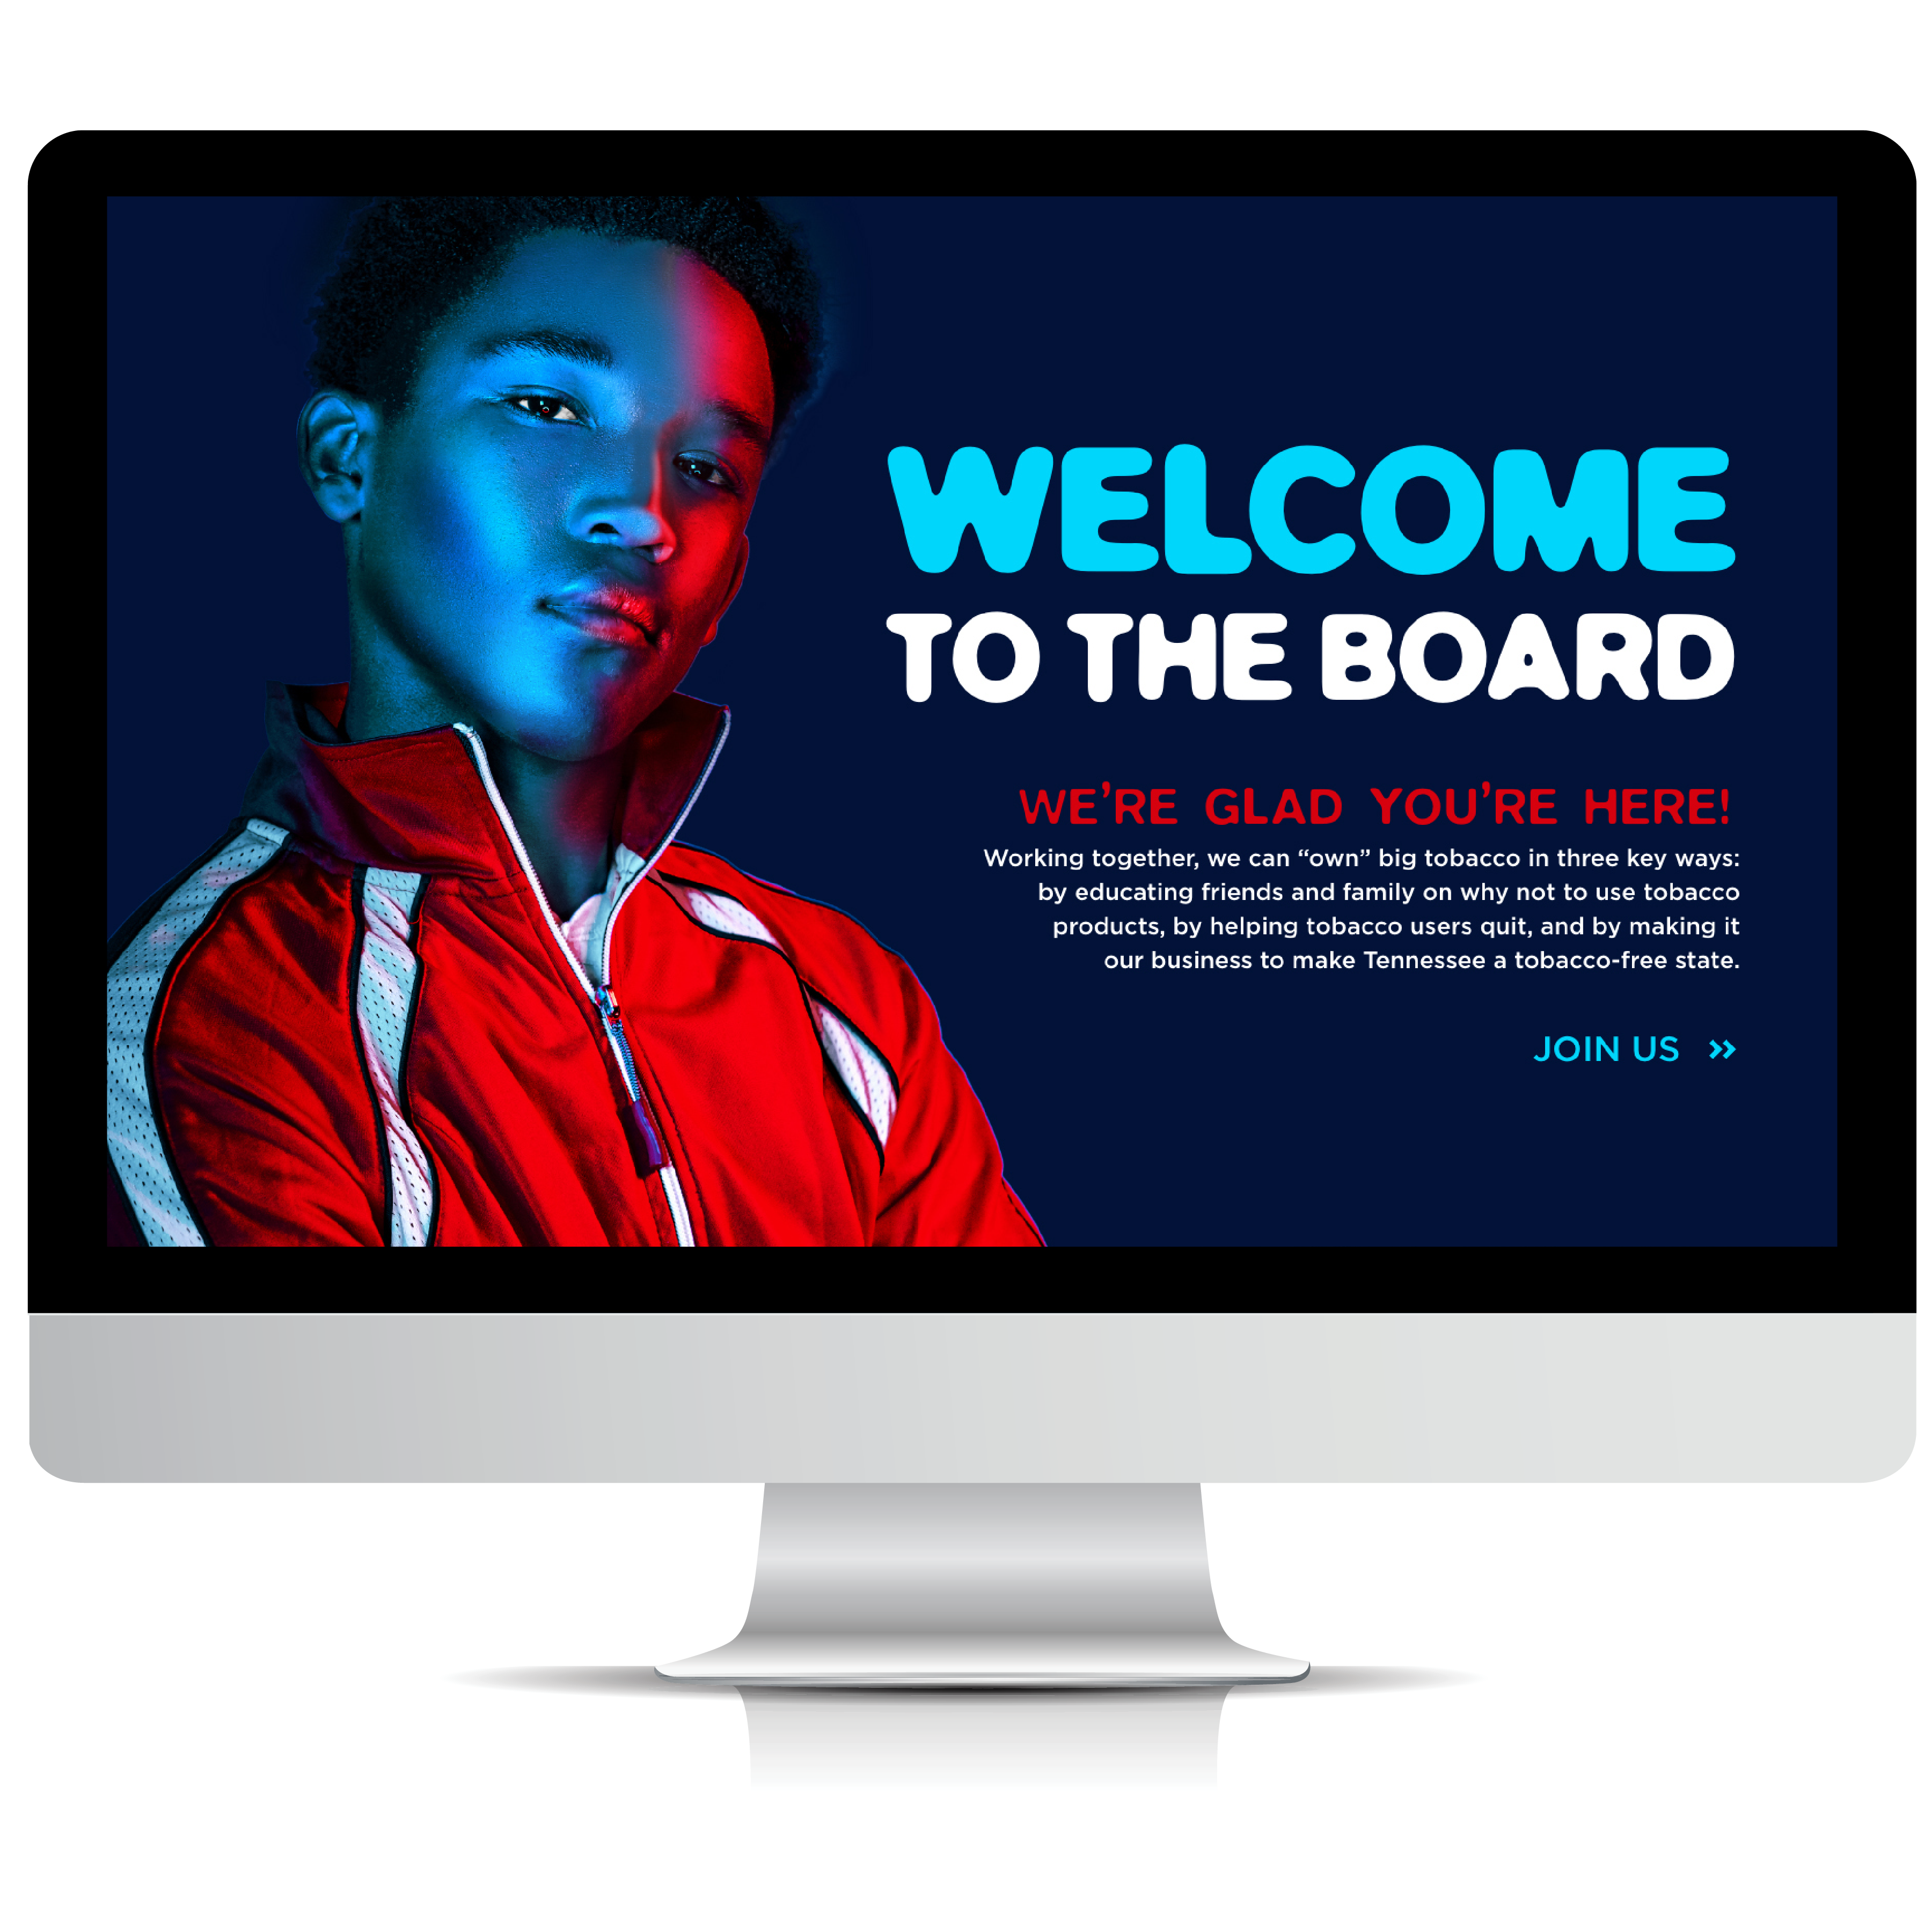 WELCOME
TO THE BOARD
WE'RE GLAD YOU'RE HERE!
Working together, we can “own” big tobacco in three key ways:
by educating friends and family on why not to use tobacco
products, by helping tobacco users quit, and by making it
our business to make Tennessee a tobacco-free state.
JOIN US »